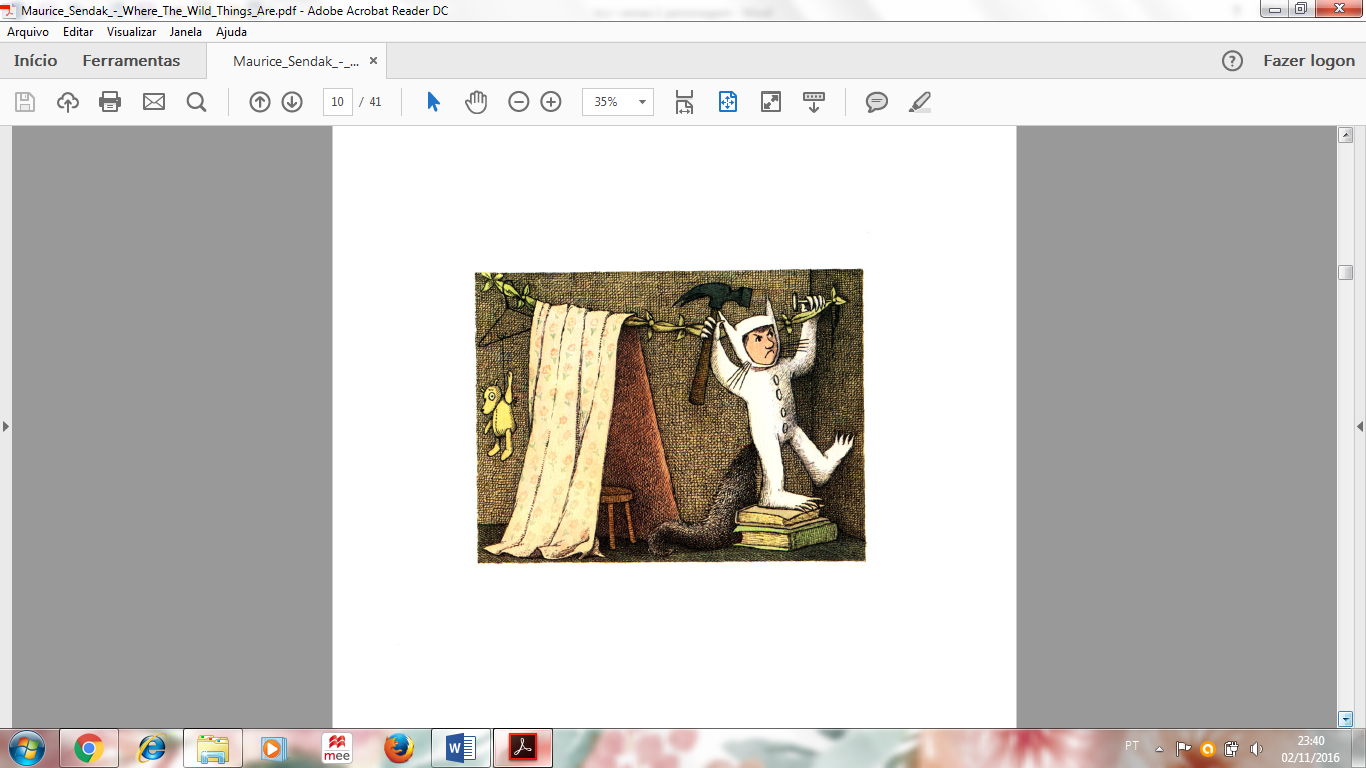 Maurice_Sendak_-_Where_The_Wild_Things_Are.pdf - Adobe Acrobat Reader DC
Arquivo Editar Visualizar Janela Ajuda
Início Ferramentas Maurice_Sendak_-_... × ? Fazer logon
10 / 41 35%
mee
W
PT 23:40
02/11/2016